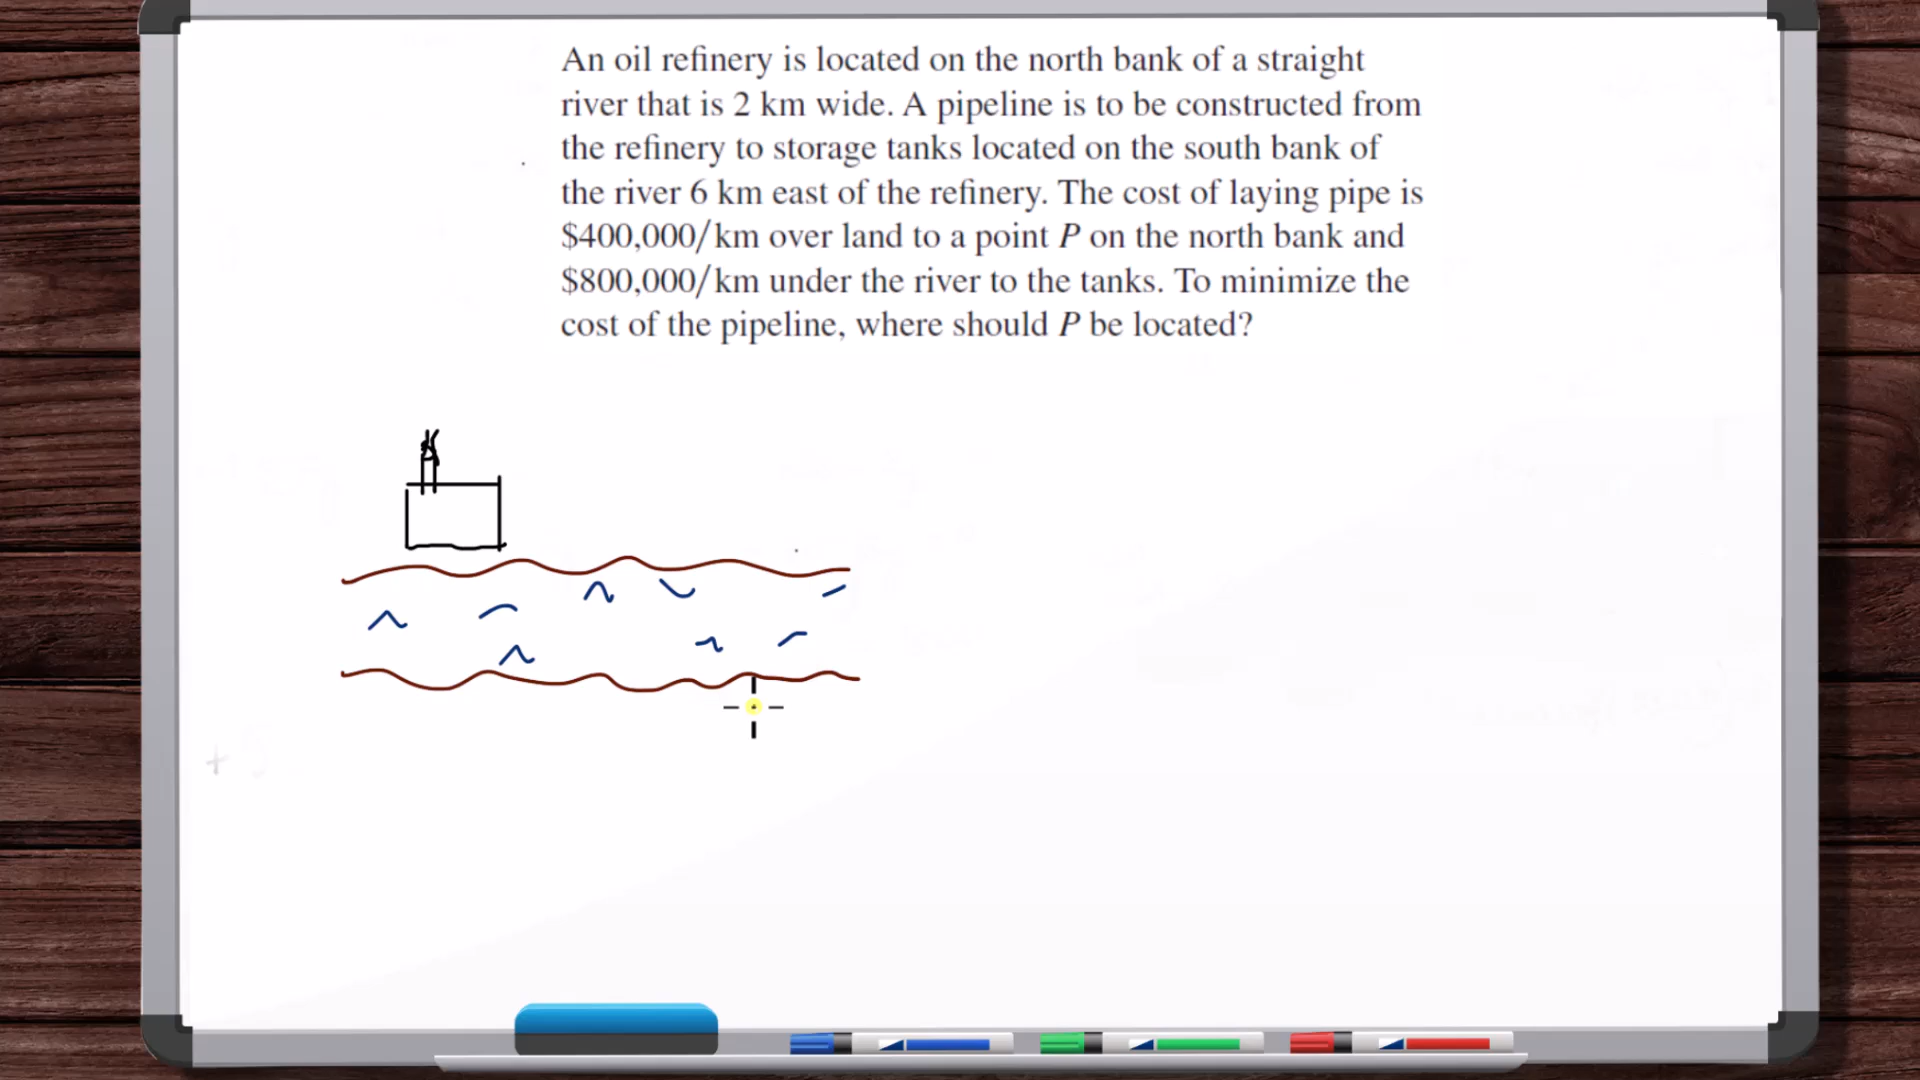 An oil refinery is located on the north bank of a straight
river that is 2 km wide. A pipeline is to be constructed from
the refinery to storage tanks located on the south bank of
the river 6 km east of the refinery. The cost of laying pipe is
$400,000/km over land to a point P on the north bank and
$800,000/km under the river to the tanks. To minimize the
cost of the pipeline, where should P be located?